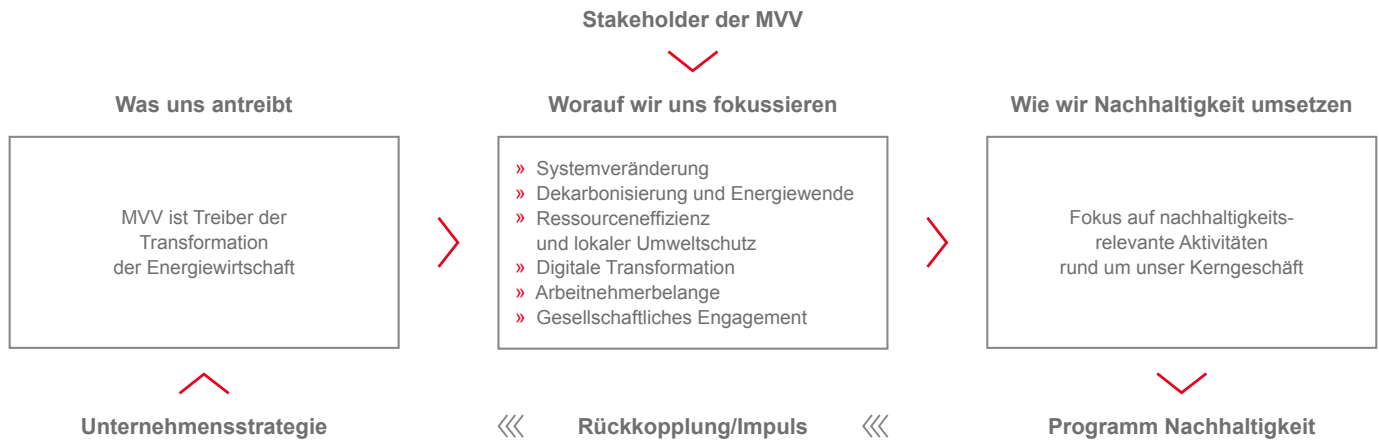 Stakeholder der MVV
Was uns antreibt
Worauf wir uns fokussieren
Wie wir Nachhaltigkeit umsetzen
MVV ist Treiber der
Transformation
der Energiewirtschaft
» Systemveränderung
» Dekarbonisierung und Energiewende
» Ressourceneffizienz
und lokaler Umweltschutz
» Digitale Transformation
» Arbeitnehmerbelange
» Gesellschaftliches Engagement
Fokus auf nachhaltigkeits-
relevante Aktivitäten
rund um unser Kerngeschäft
Unternehmensstrategie
Rückkopplung/Impuls
Programm Nachhaltigkeit